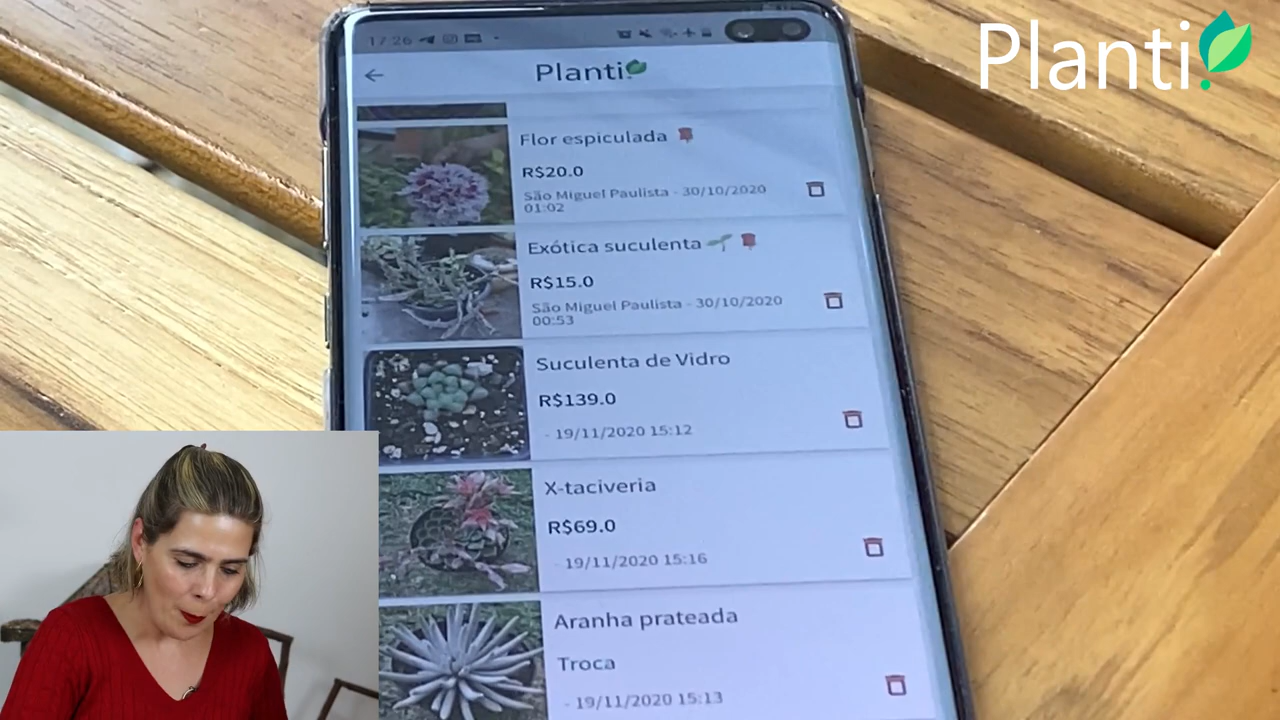 Planti
17:26
Planti
Flor espiculada
R$20.0
São Miguel Paulista - 30/10/2020
01:02
Exótica suculenta
R$15.0
São Miguel Paulista - 30/10/2020
00:53
Suculenta de Vidro
R$139.0
- 19/11/2020 15:12
X-taciveria
R$69.0
- 19/11/2020 15:16
Aranha prateada
Troca
- 19/11/2020 15:13